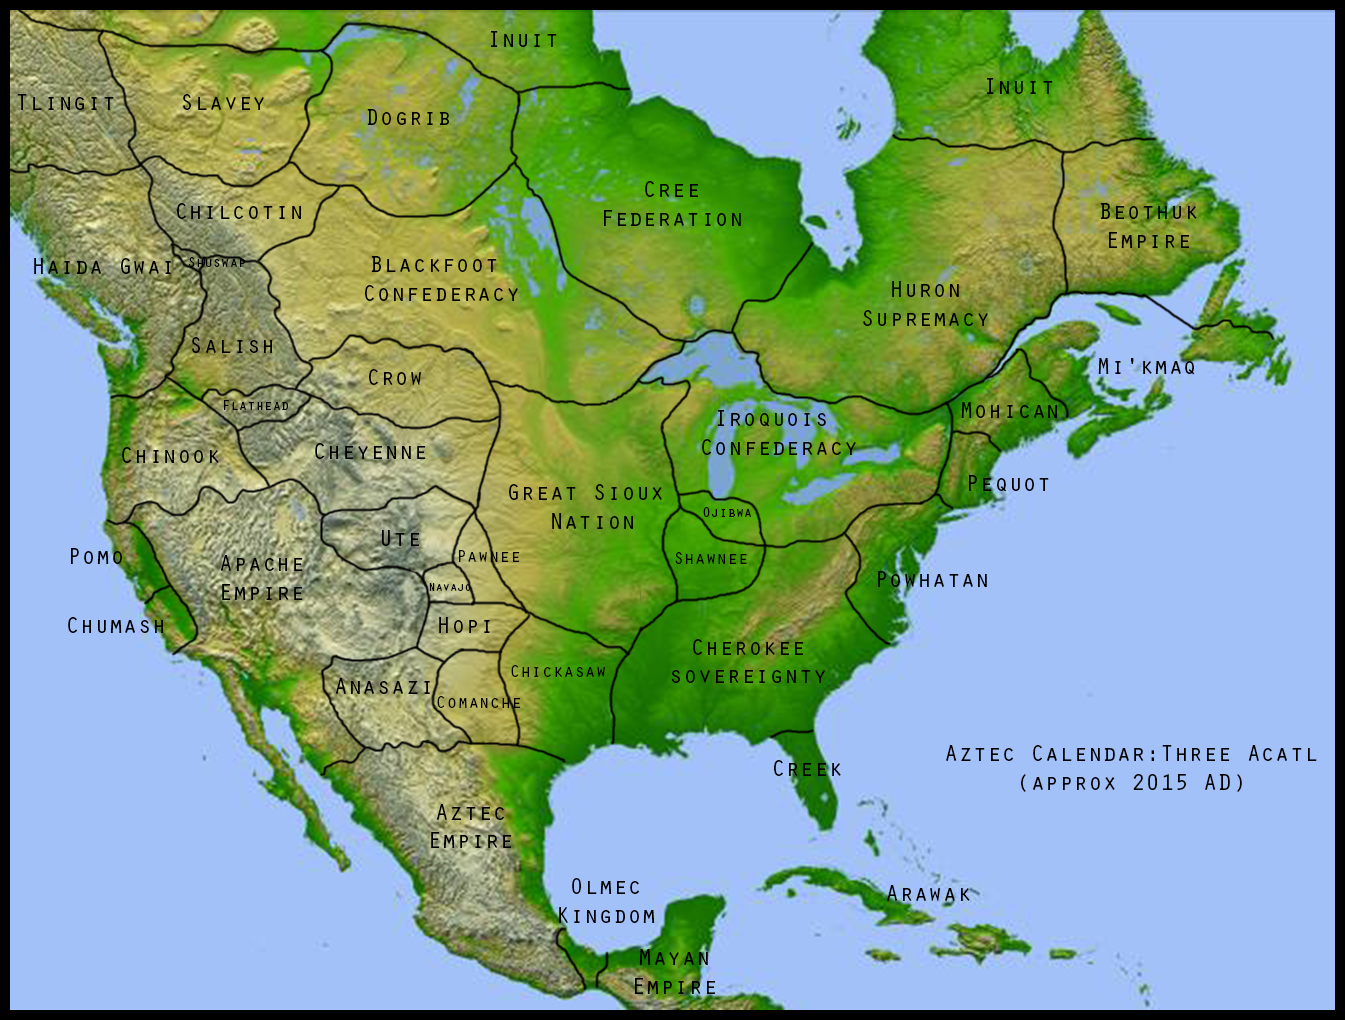 Inuit
Inuit
Tlingit
Slavey
Dogrib
Cree
Federation
Chilcotin
Beothuk
Empire
Haida Gwai
Shuswap
Blackfoot
Confederacy
Huron
Supremacy
Salish
Mi'kmaq
Crow
Flathead
Mohican
Iroquois
Confederacy
Chinook
Cheyenne
Pequot
Great Sioux
Nation
Ojibwa
Ute
Pomo
Apache
Empire
Pawnee
Shawnee
Navajo
Powhatan
Chumash
Hopi
Cherokee
sovereignty
Anasazi
Chickasaw
Comanche
Aztec Calendar:Three Acatl
(approx 2015 AD)
Creek
Aztec
Empire
Olmec
Kingdom
Arawak
Mayan
Empire